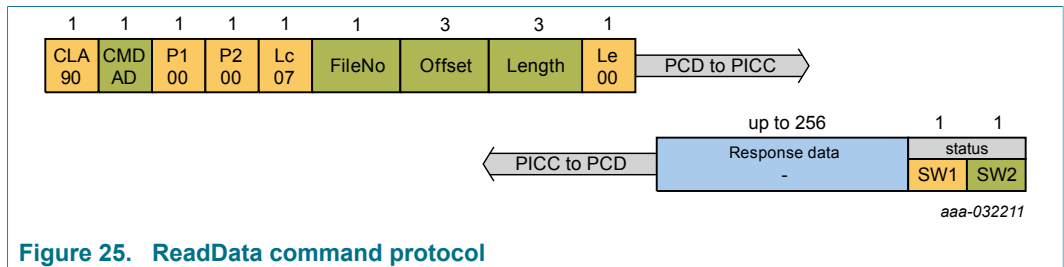 1 1 1 1 1 1 3 3 1
CLA CMD P1 P2 Lc FileNo Offset Length Le PCD to PICC
90 AD 00 00 07 00
up to 256 1 1
PICC to PCD Response data status
- SW1 SW2
aaa-032211
Figure 25. ReadData command protocol